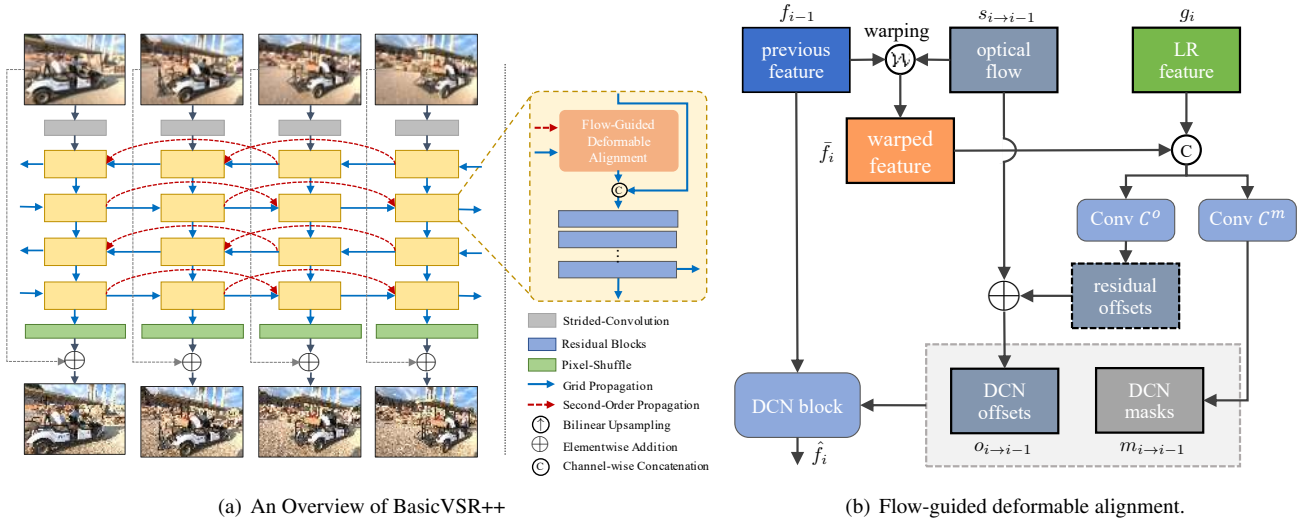 Flow-Guided
Deformable
Alignment
C
Strided-Convolution
Residual Blocks
Pixel-Shuffle
Grid Propagation
Second-Order Propagation
Bilinear Upsampling
Elementwise Addition
C Channel-wise Concatenation
(a) An Overview of BasicVSR++
f_{i−1}
s_{i→i−1}
g_i
warping
previous
feature
W
optical
flow
LR
feature
f̄_i
warped
feature
C
Conv C^o
Conv C^m
residual
offsets
DCN block
DCN
offsets
DCN
masks
o_{i→i−1}
m_{i→i−1}
f̂_i
(b) Flow-guided deformable alignment.